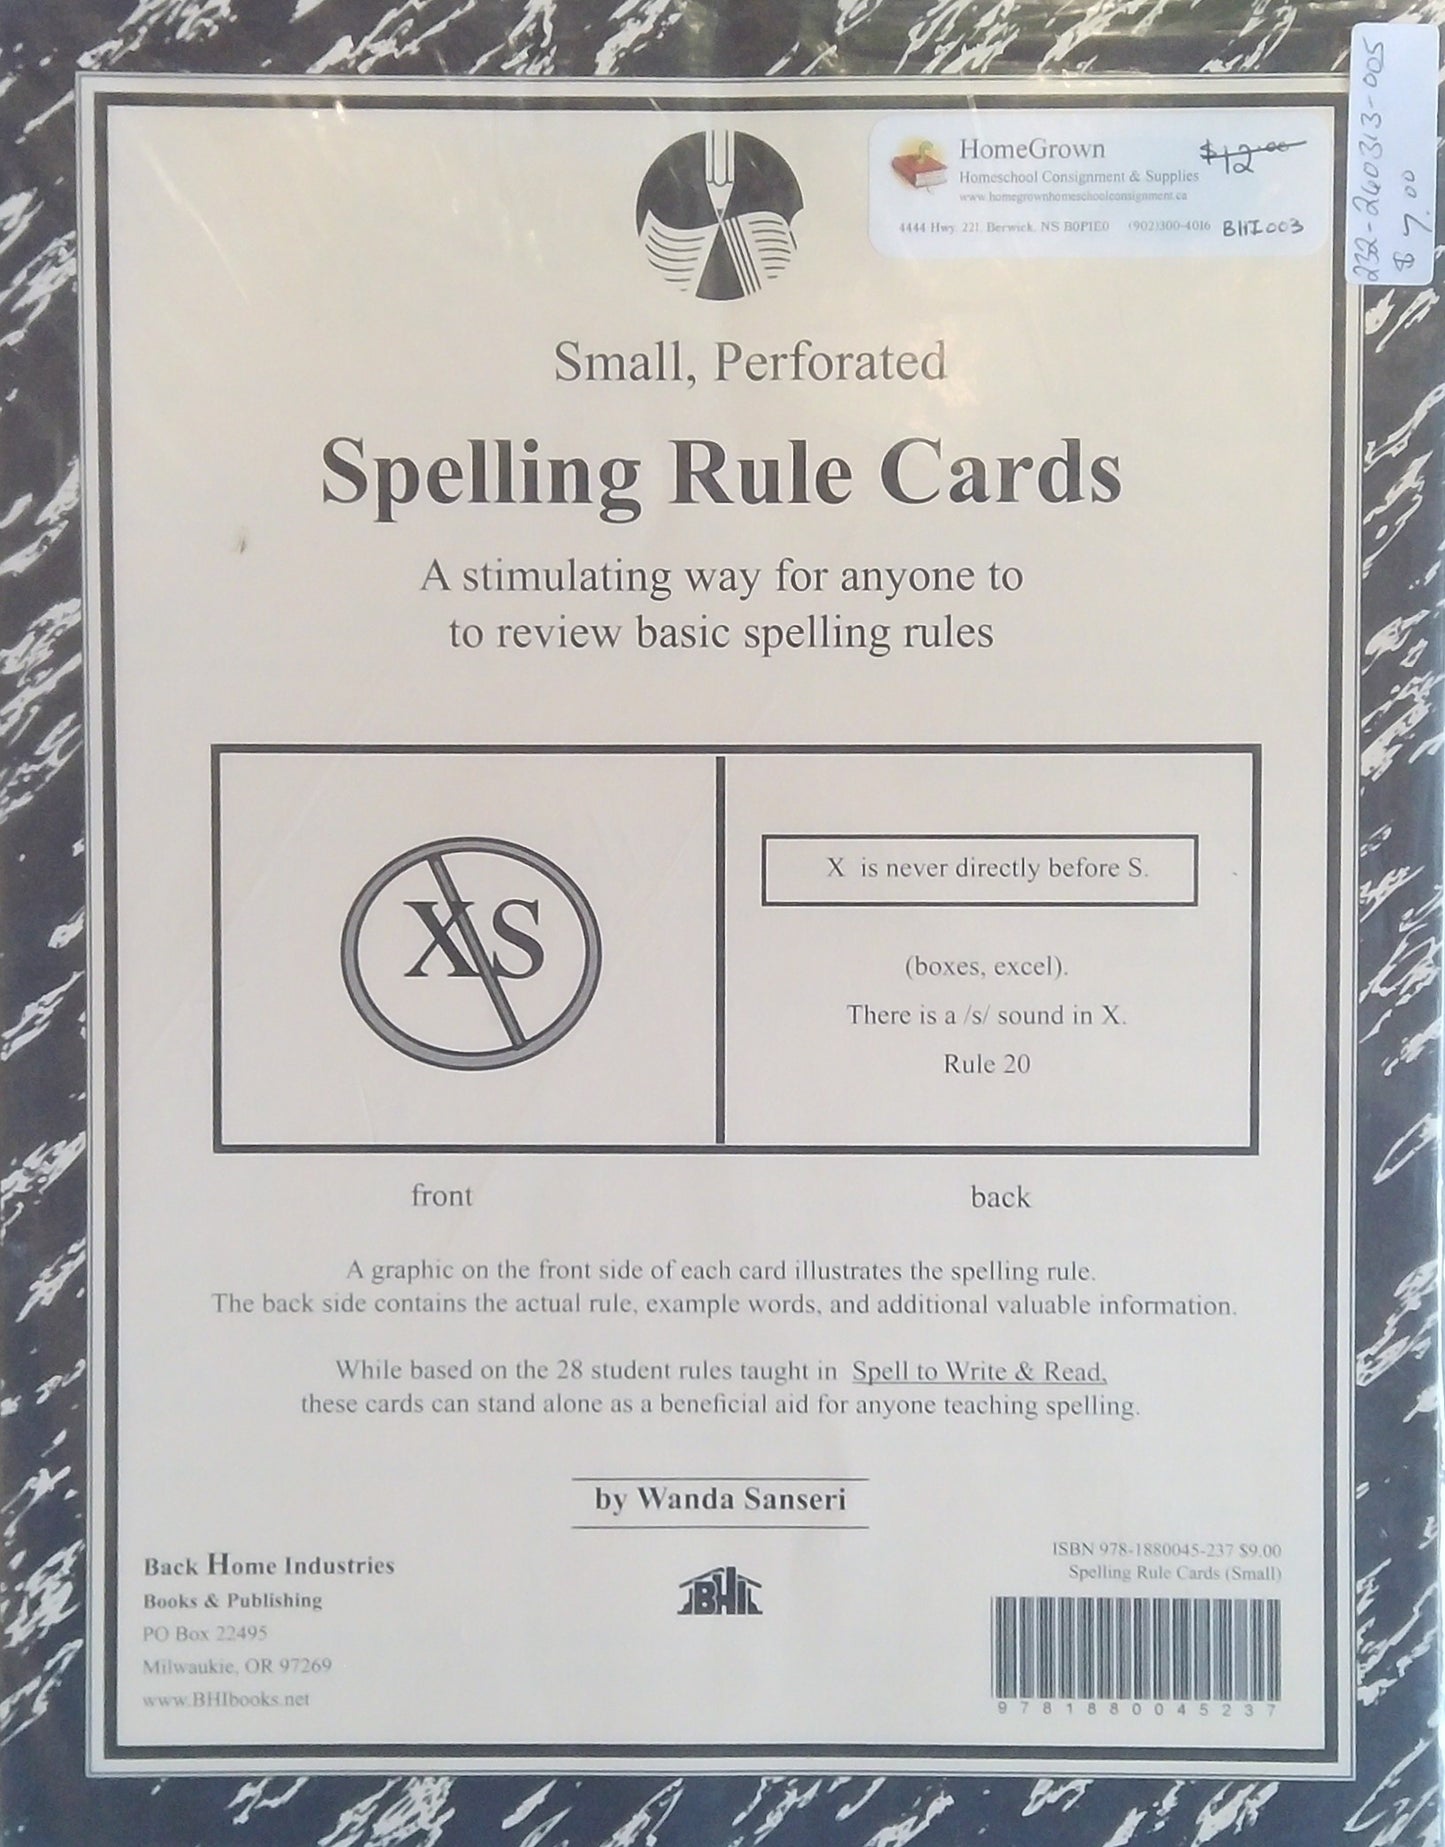 HomeGrown
$12.00
Homeschool Consignment & Supplies
www.homegrownhomeschoolconsignment.ca
4444 Hwy. 221, Berwick, NS B0P1E0 (902)300-4016 BHI003
232-260313-005
$7.00
Small, Perforated
Spelling Rule Cards
A stimulating way for anyone to
to review basic spelling rules
XS
X is never directly before S.
(boxes, excel).
There is a /s/ sound in X.
Rule 20
front
back
A graphic on the front side of each card illustrates the spelling rule.
The back side contains the actual rule, example words, and additional valuable information.
While based on the 28 student rules taught in Spell to Write & Read,
these cards can stand alone as a beneficial aid for anyone teaching spelling.
by Wanda Sanseri
Back Home Industries
Books & Publishing
PO Box 22495
Milwaukie, OR 97269
www.BHIbooks.net
BHI
ISBN 978-1880045-237 $9.00
Spelling Rule Cards (Small)
9781880045237